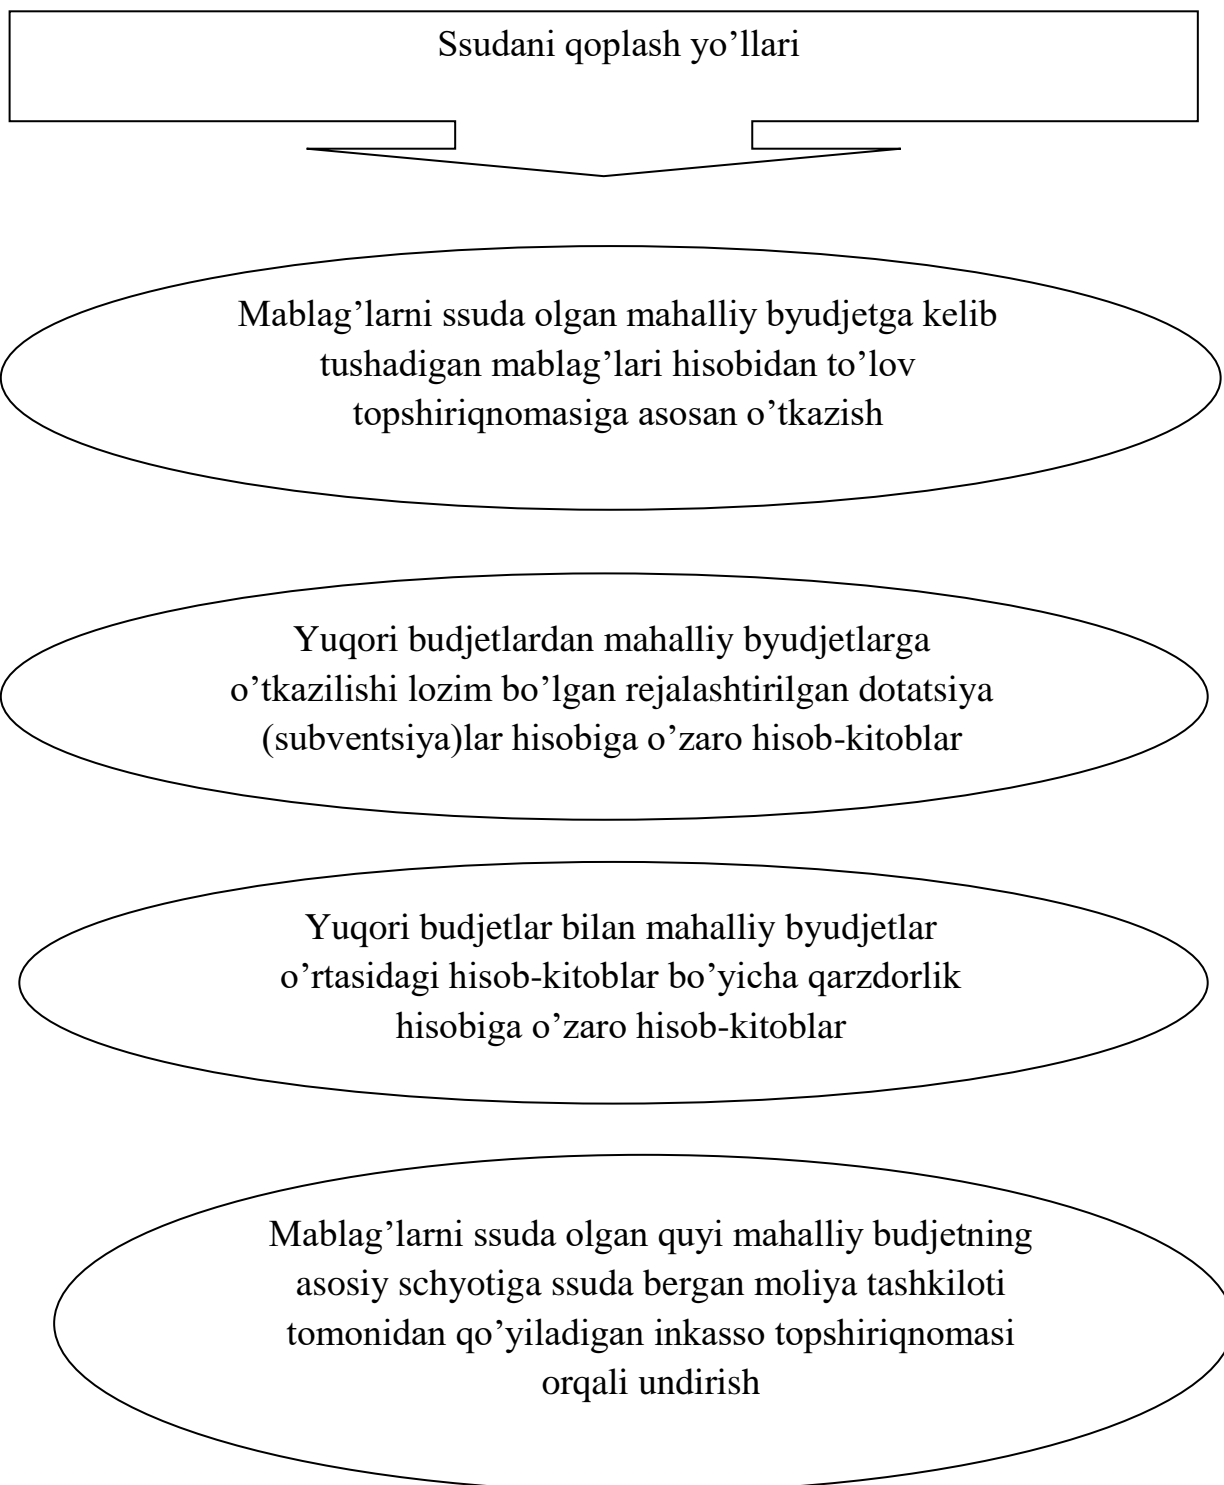 Ssudani qoplash yo’llari
Mablag’larni ssuda olgan mahalliy byudjetga kelib
tushadigan mablag’lari hisobidan to’lov
topshiriqnomasiga asosan o’tkazish
Yuqori budjetlardan mahalliy byudjetlarga
o’tkazilishi lozim bo’lgan rejalashtirilgan dotatsiya
(subventsiya)lar hisobiga o’zaro hisob-kitoblar
Yuqori budjetlar bilan mahalliy byudjetlar
o’rtasidagi hisob-kitoblar bo’yicha qarzdorlik
hisobiga o’zaro hisob-kitoblar
Mablag’larni ssuda olgan quyi mahalliy budjetning
asosiy schyotiga ssuda bergan moliya tashkiloti
tomonidan qo’yiladigan inkasso topshiriqnomasi
orqali undirish